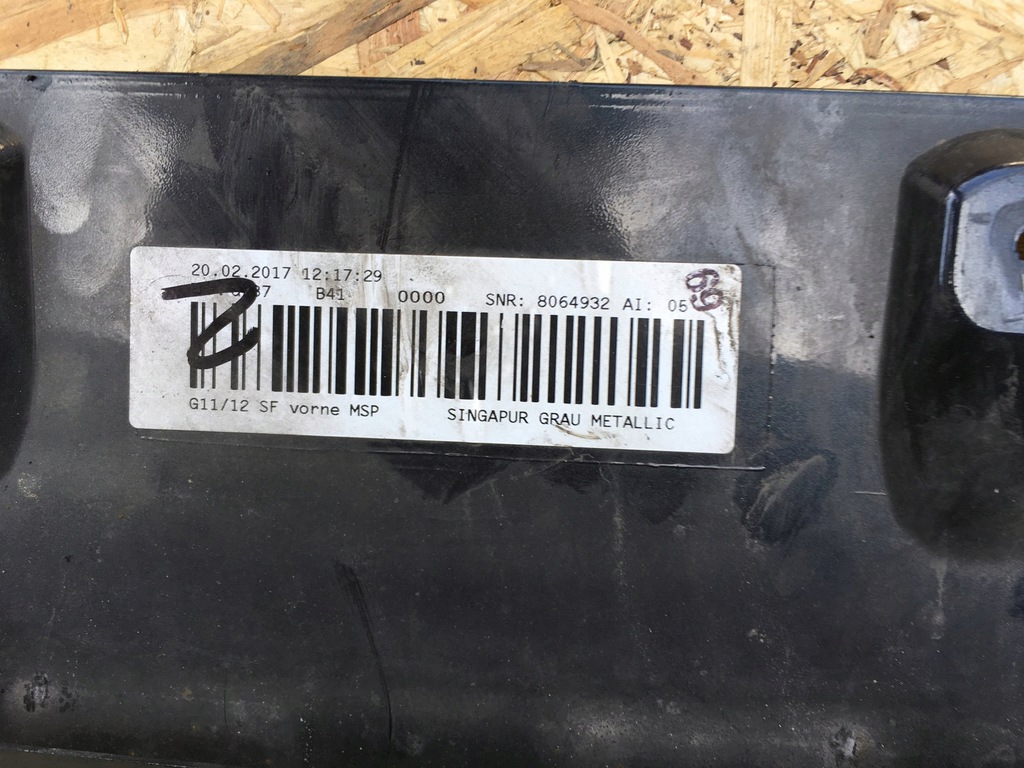 20.02.2017 12:17:29
B41 0000 SNR: 8064932 AI: 05
G11/12 SF vorne MSP SINGAPUR GRAU METALLIC